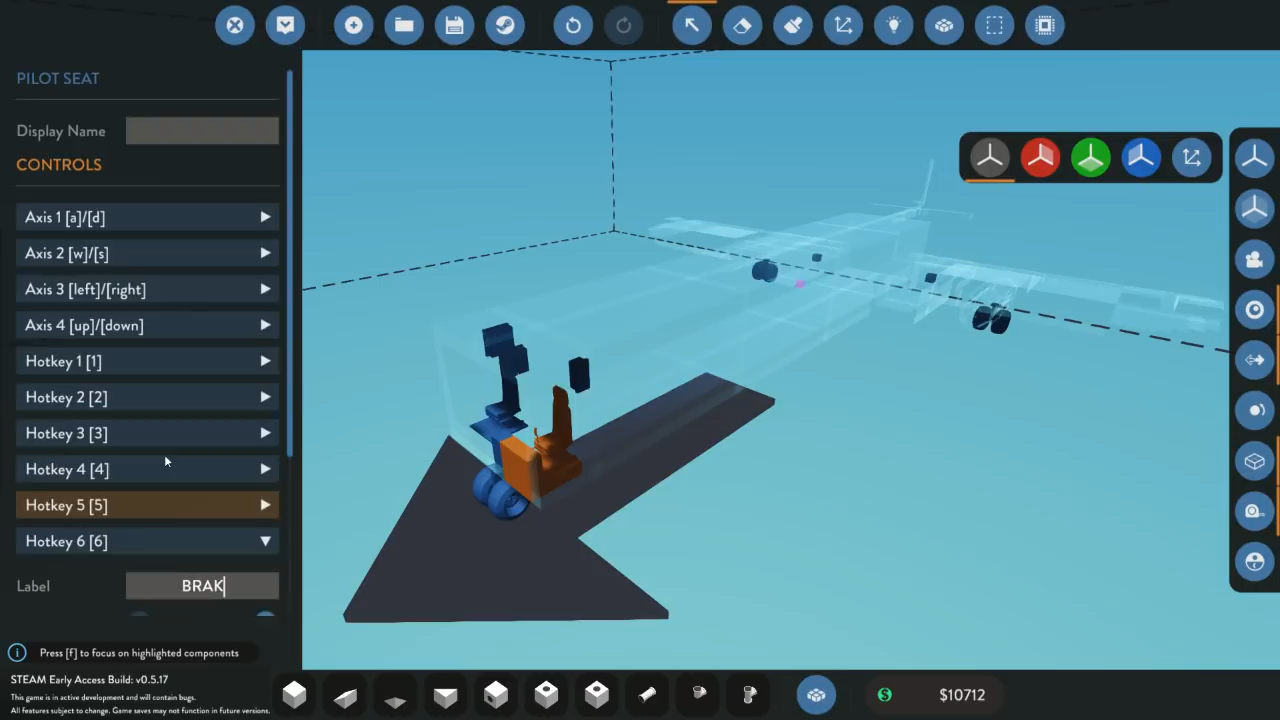 PILOT SEAT
Display Name
CONTROLS
Axis 1 [a]/[d]
Axis 2 [w]/[s]
Axis 3 [left]/[right]
Axis 4 [up]/[down]
Hotkey 1 [1]
Hotkey 2 [2]
Hotkey 3 [3]
Hotkey 4 [4]
Hotkey 5 [5]
Hotkey 6 [6]
Label BRAK
Press [f] to focus on highlighted components
STEAM Early Access Build: v0.5.17
This game is in active development and will contain bugs.
All features subject to change. Game saves may not function in future versions.
$ $10712